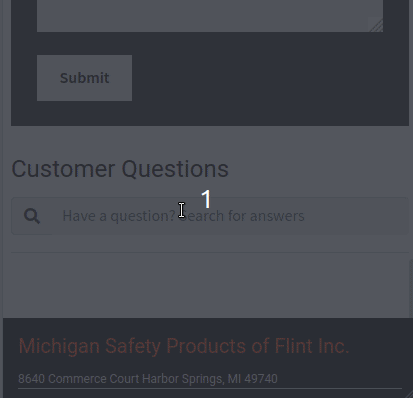 Submit
Customer Questions
1
Have a question? Search for answers
Michigan Safety Products of Flint Inc.
8640 Commerce Court Harbor Springs, MI 49740